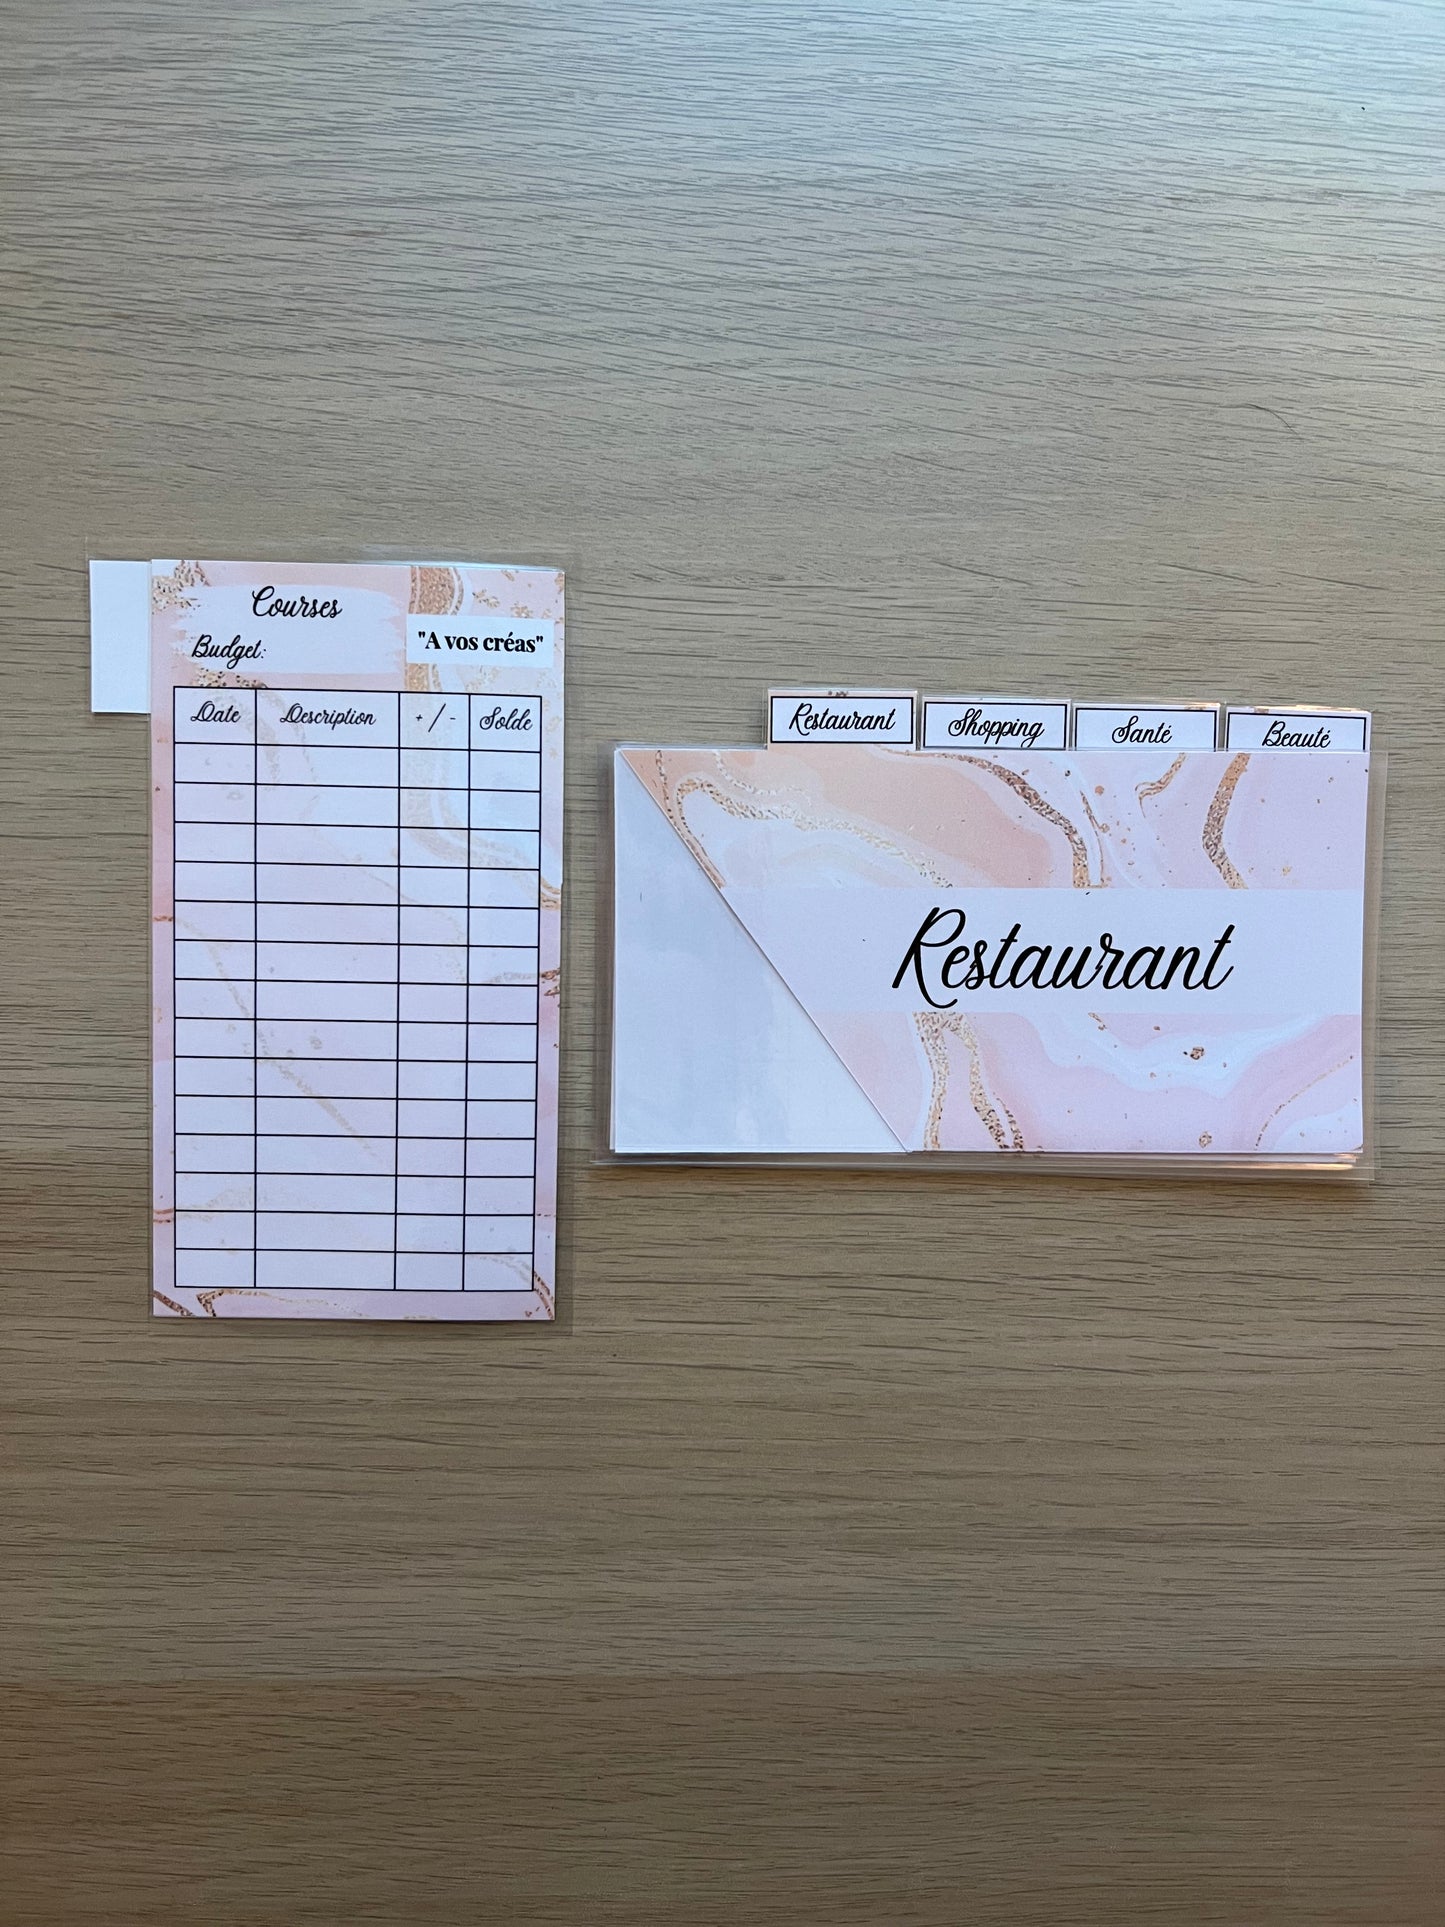 Courses
Budget:
"A vos créas"
Date Description + / - Solde
Restaurant Shopping Santé Beauté
Restaurant